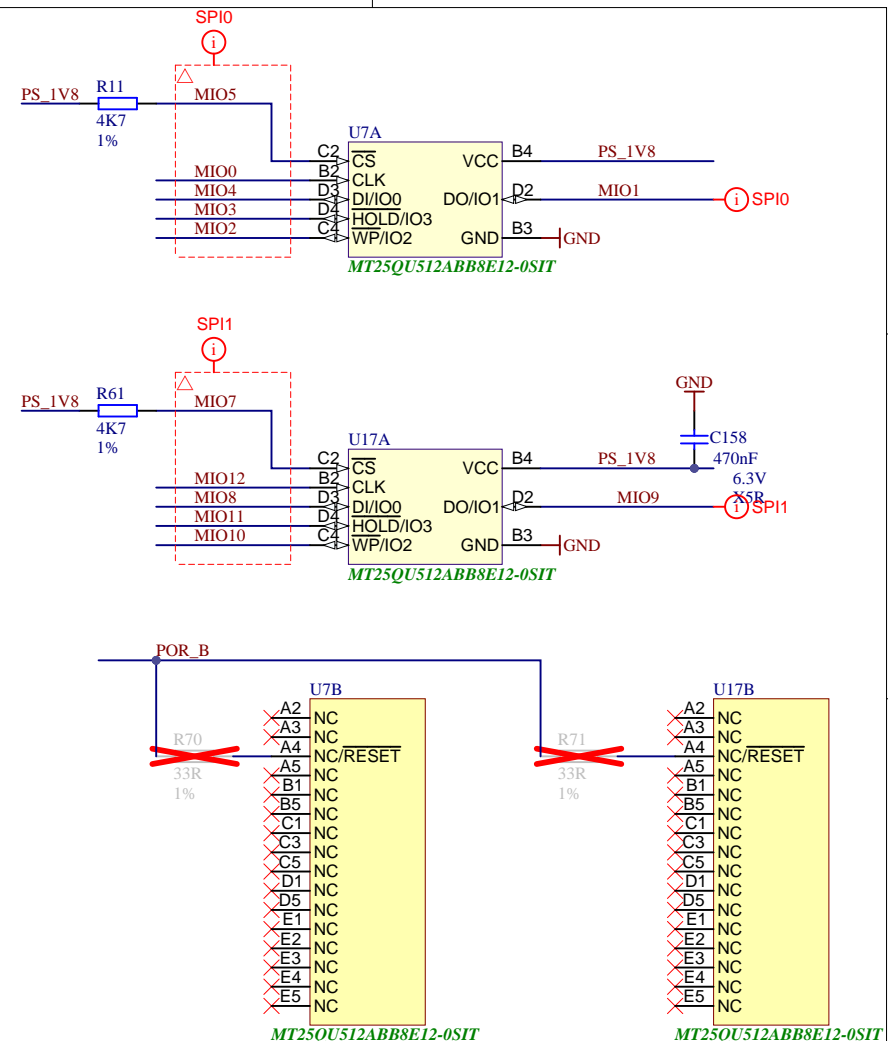 SPI0
i
PS_1V8 R11 MIO5
4K7
1%
U7A
C2 CS VCC B4 PS_1V8
MIO0 B2 CLK
MIO4 D3 DI/IO0 DO/IO1 D2 MIO1 i SPI0
MIO3 D4 HOLD/IO3
MIO2 C4 WP/IO2 GND B3 GND
MT25QU512ABB8E12-0SIT
SPI1
i
GND
PS_1V8 R61 MIO7
4K7
1%
U17A
C158
470nF
6.3V
X5R
C2 CS VCC B4 PS_1V8
MIO12 B2 CLK
MIO8 D3 DI/IO0 DO/IO1 D2 MIO9 i SPI1
MIO11 D4 HOLD/IO3
MIO10 C4 WP/IO2 GND B3 GND
MT25QU512ABB8E12-0SIT
POR_B
U7B
A2 NC
A3 NC
R70 A4 NC/RESET
33R
1%
A5 NC
B1 NC
B5 NC
C1 NC
C3 NC
C5 NC
D1 NC
D5 NC
E1 NC
E2 NC
E3 NC
E4 NC
E5 NC
MT25QU512ABB8E12-0SIT
U17B
A2 NC
A3 NC
R71 A4 NC/RESET
33R
1%
A5 NC
B1 NC
B5 NC
C1 NC
C3 NC
C5 NC
D1 NC
D5 NC
E1 NC
E2 NC
E3 NC
E4 NC
E5 NC
MT25QU512ABB8E12-0SIT